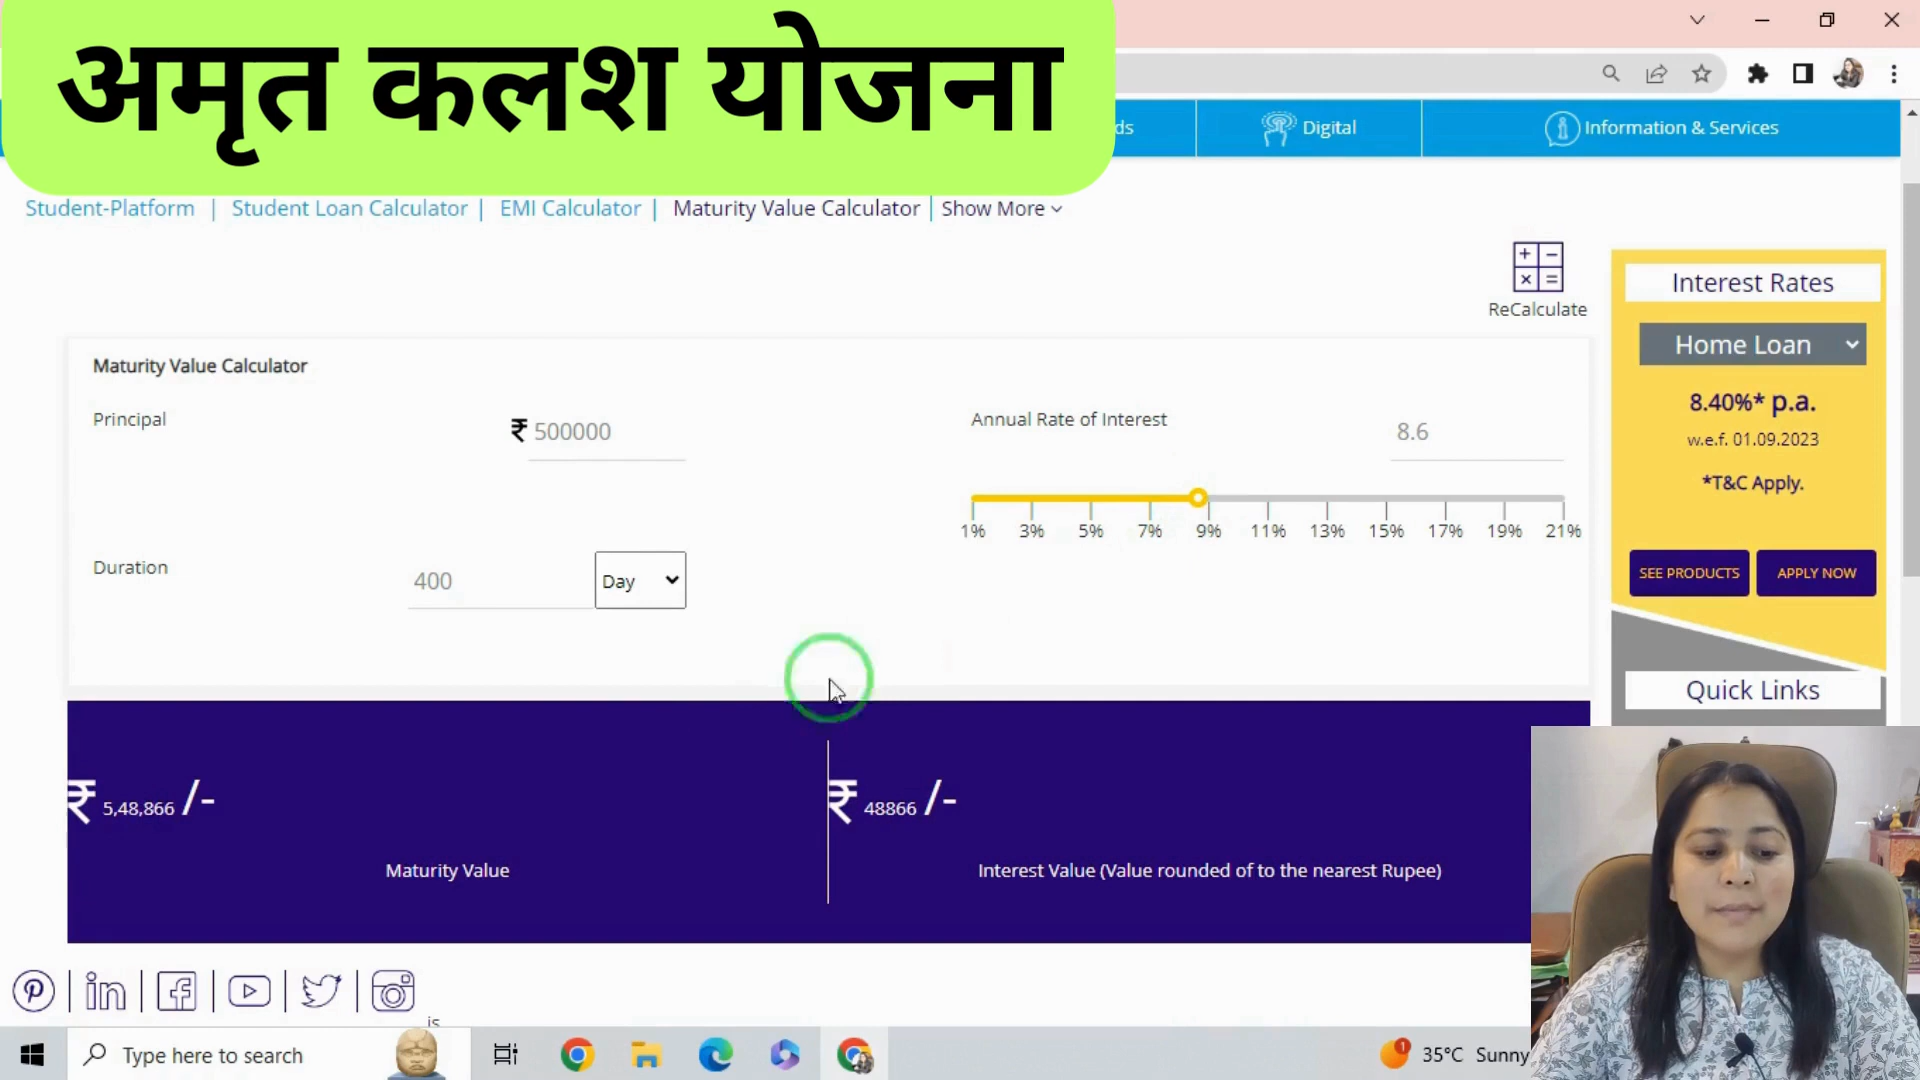 अमृत कलश योजना
ds
Digital
Information & Services
Student-Platform | Student Loan Calculator | EMI Calculator | Maturity Value Calculator | Show More
ReCalculate
Interest Rates
Home Loan
8.40%* p.a.
w.e.f. 01.09.2023
*T&C Apply.
SEE PRODUCTS
APPLY NOW
Quick Links
Maturity Value Calculator
Principal
₹ 500000
Annual Rate of Interest
8.6
1% 3% 5% 7% 9% 11% 13% 15% 17% 19% 21%
Duration
400
Day
₹ 5,48,866 /-
Maturity Value
₹ 48866 /-
Interest Value (Value rounded of to the nearest Rupee)
is
Type here to search
1
35°C Sunny